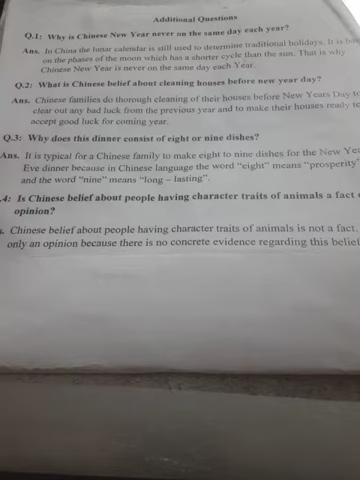 Additional Questions
Q.1: Why is Chinese New Year never on the same day each year?
Ans. In China the lunar calendar is still used to determine traditional holidays. It is
on the phases of the moon which has a shorter cycle than the sun. That is why
Chinese New Year is never on the same day each Year.
Q.2: What is Chinese belief about cleaning houses before new year day?
Ans. Chinese families do thorough cleaning of their houses before New Years Day to
clear out any bad luck from the previous year and to make their houses ready to
accept good luck for coming year.
Q.3: Why does this dinner consist of eight or nine dishes?
Ans. It is typical for a Chinese family to make eight to nine dishes for the New
Eve dinner because in Chinese language the word "eight" means "prosperity"
and the word "nine" means "long – lasting".
.4: Is Chinese belief about people having character traits of animals a fact
opinion?
Chinese belief about people having character traits of animals is not a fact,
only an opinion because there is no concrete evidence regarding this belief